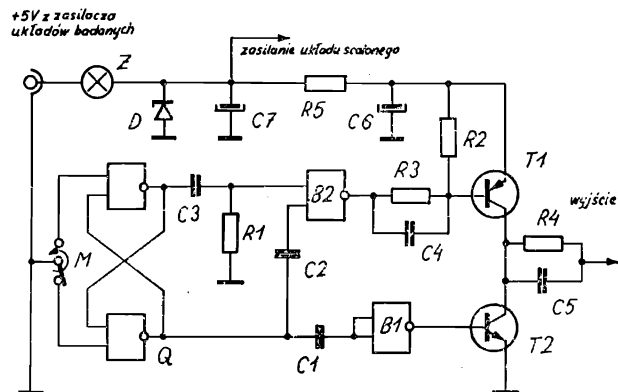 +5V z zasilacza
układów badanych
Z
zasilanie układu scalonego
D
C7
R5
C6
R2
T1
B2
R3
C3
R1
C4
wyjście
R4
M
C2
C5
Q
C1
B1
T2